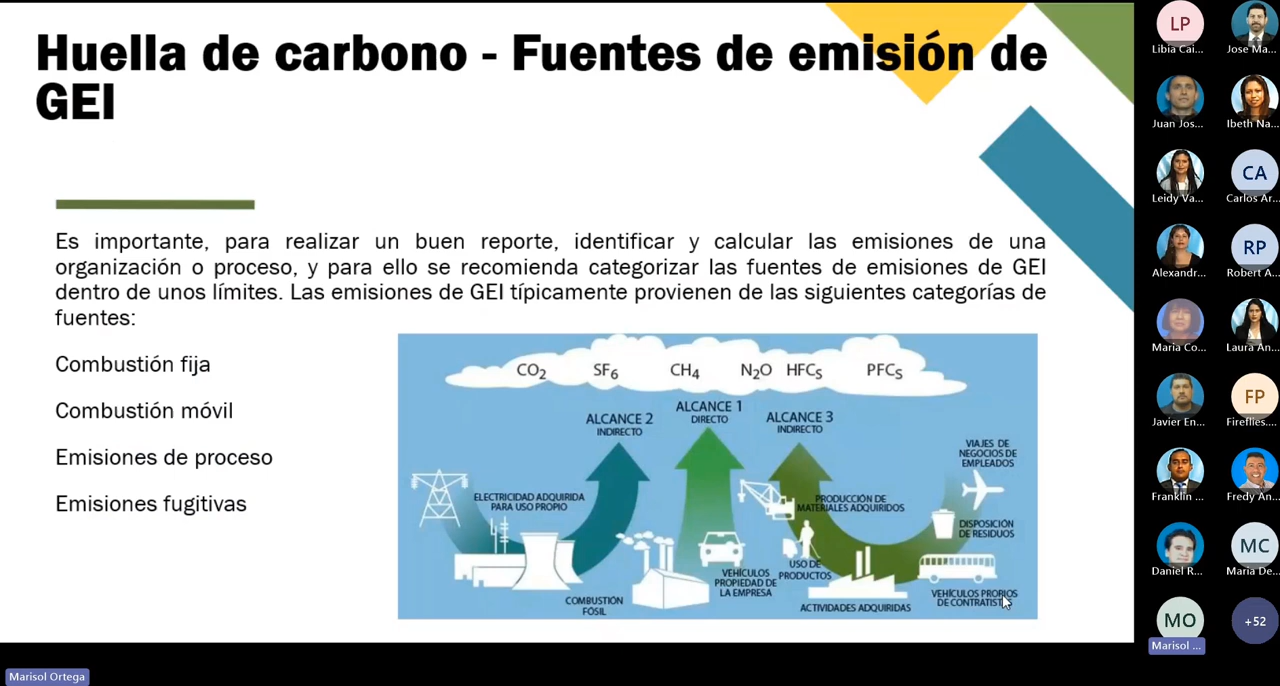 Huella de carbono - Fuentes de emisión de
GEI
Es importante, para realizar un buen reporte, identificar y calcular las emisiones de una
organización o proceso, y para ello se recomienda categorizar las fuentes de emisiones de GEI
dentro de unos límites. Las emisiones de GEI típicamente provienen de las siguientes categorías de
fuentes:
Combustión fija
Combustión móvil
Emisiones de proceso
Emisiones fugitivas
CO2 SF6 CH4 N2O HFCS PFCS
ALCANCE 2
INDIRECTO
ALCANCE 1
DIRECTO
ALCANCE 3
INDIRECTO
ELECTRICIDAD ADQUIRIDA
PARA USO PROPIO
COMBUSTIÓN
FÓSIL
VEHÍCULOS
PROPIEDAD DE
LA EMPRESA
PRODUCCIÓN DE
MATERIALES ADQUIRIDOS
USO DE
PRODUCTOS
ACTIVIDADES ADQUIRIDAS
VIAJES DE
NEGOCIOS DE
EMPLEADOS
DISPOSICIÓN
DE RESIDUOS
VEHÍCULOS PROPIOS
DE CONTRATIST
LP
Libia Cai...
Jose Ma...
Juan Jos...
Ibeth Na...
Leidy Va...
CA
Carlos Ar...
Alexandr...
RP
Robert A...
Maria Co...
Laura An...
Javier En...
FP
Fireflies....
Franklin ...
Fredy An...
Daniel R...
MC
Maria De...
MO
Marisol ...
+52
Marisol Ortega